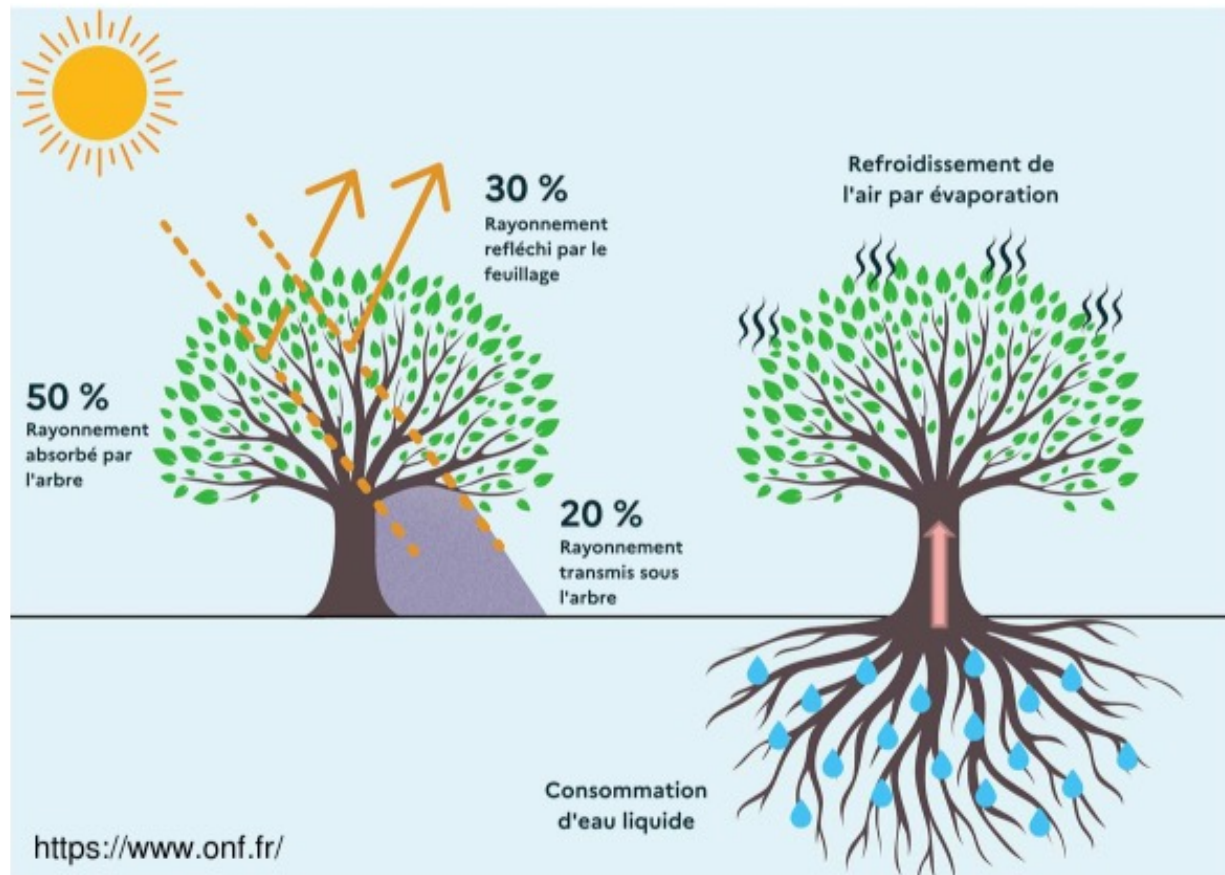 30 %
Rayonnement
refléchi par le
feuillage
50 %
Rayonnement
absorbé par
l'arbre
20 %
Rayonnement
transmis sous
l'arbre
Refroidissement de
l'air par évaporation
Consommation
d'eau liquide
https://www.onf.fr/